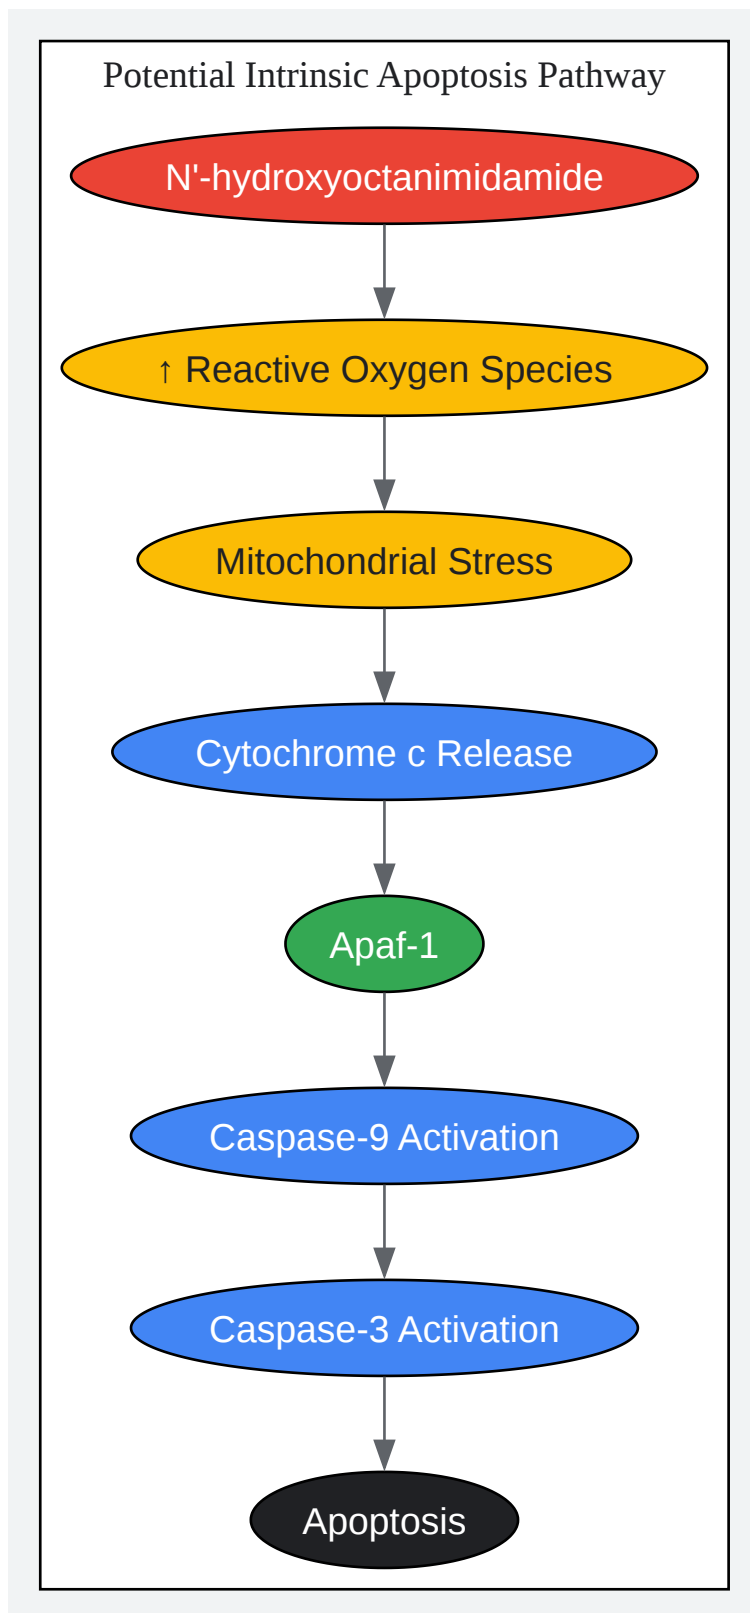 Potential Intrinsic Apoptosis Pathway
N'-hydroxyoctanimidamide
↑ Reactive Oxygen Species
Mitochondrial Stress
Cytochrome c Release
Apaf-1
Caspase-9 Activation
Caspase-3 Activation
Apoptosis